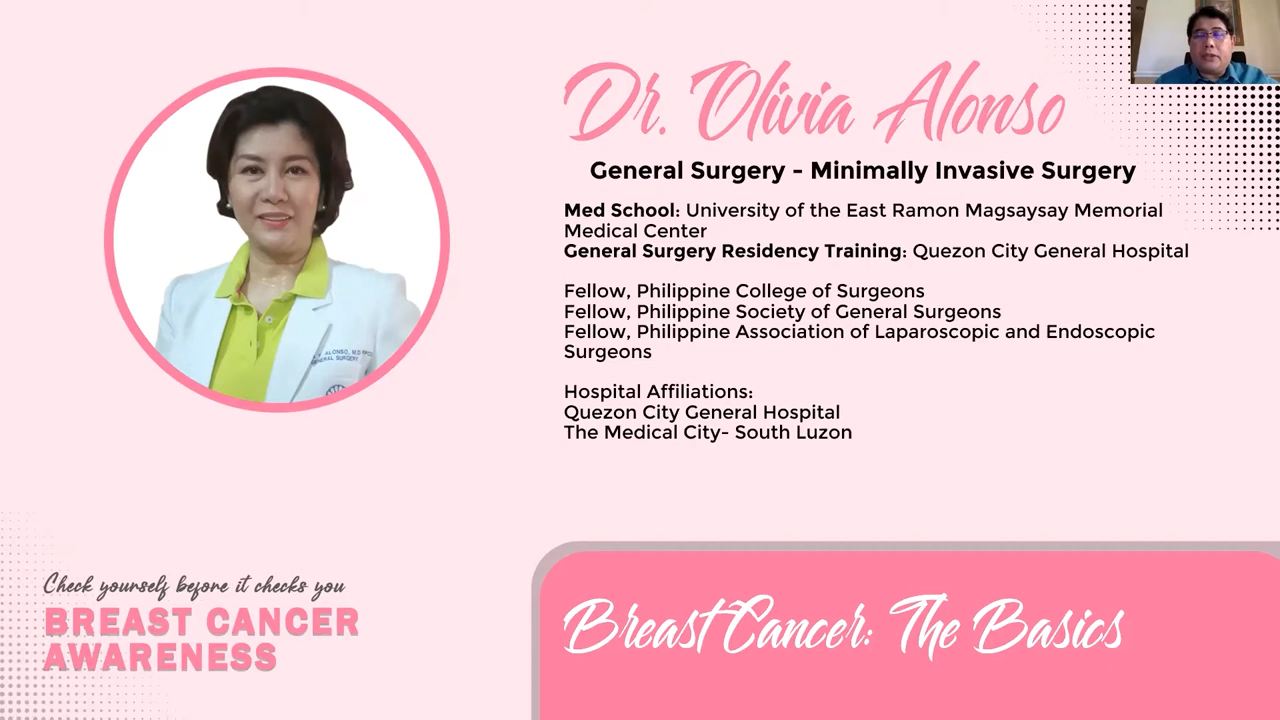 Dr. Olivia Alonso
General Surgery - Minimally Invasive Surgery
Med School: University of the East Ramon Magsaysay Memorial
Medical Center
General Surgery Residency Training: Quezon City General Hospital
Fellow, Philippine College of Surgeons
Fellow, Philippine Society of General Surgeons
Fellow, Philippine Association of Laparoscopic and Endoscopic
Surgeons
Hospital Affiliations:
Quezon City General Hospital
The Medical City- South Luzon
ALONSO, M.D.
GENERAL SURGERY
Check yourself before it checks you
BREAST CANCER
AWARENESS
Breast Cancer: The Basics